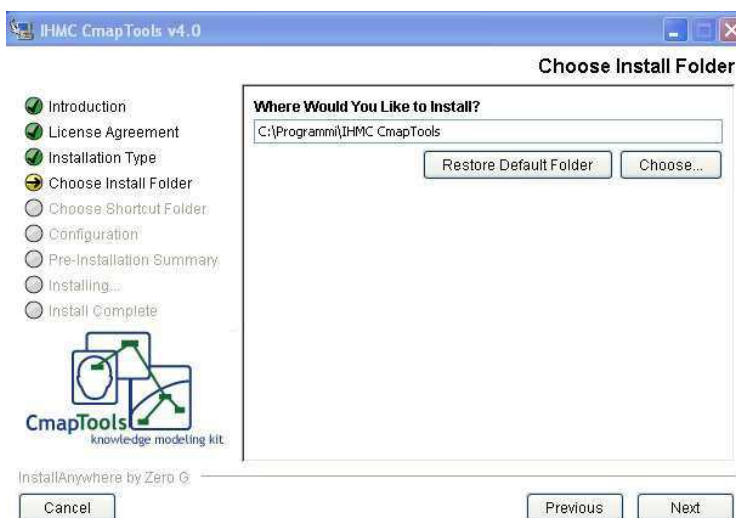 IHMC CmapTools v4.0
Choose Install Folder
Introduction
License Agreement
Installation Type
Choose Install Folder
Choose Shortcut Folder
Configuration
Pre-Installation Summary
Installing...
Install Complete
Where Would You Like to Install?
C:\Programmi\IHMC CmapTools
Restore Default Folder
Choose...
CmapTools
knowledge modeling kit
InstallAnywhere by Zero G
Cancel
Previous
Next